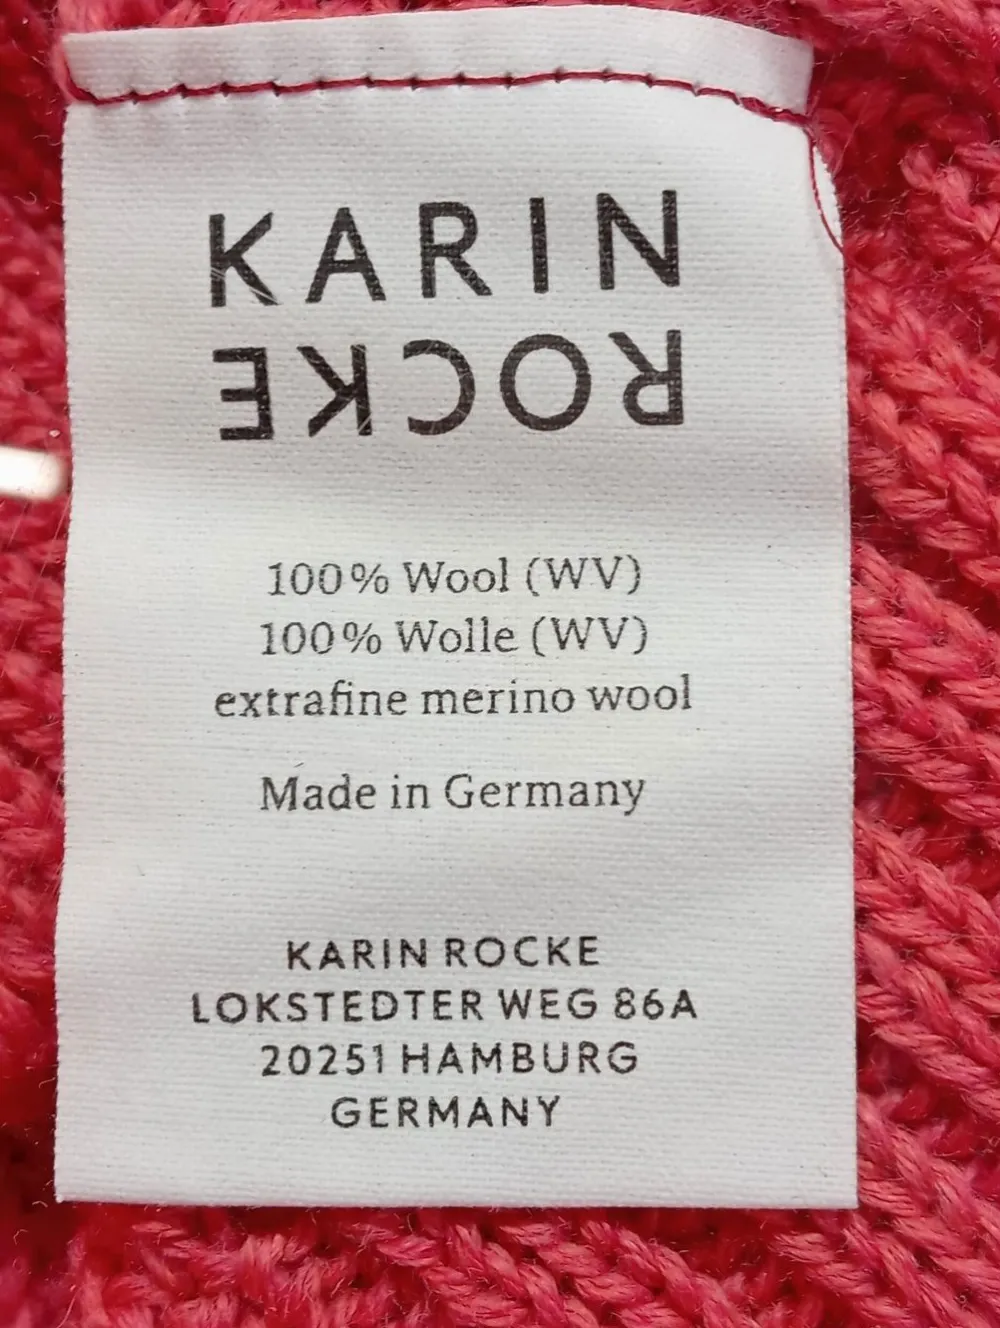 KARIN
ROCKE
100% Wool (WV)
100% Wolle (WV)
extrafine merino wool
Made in Germany
KARIN ROCKE
LOKSTEDTER WEG 86A
20251 HAMBURG
GERMANY